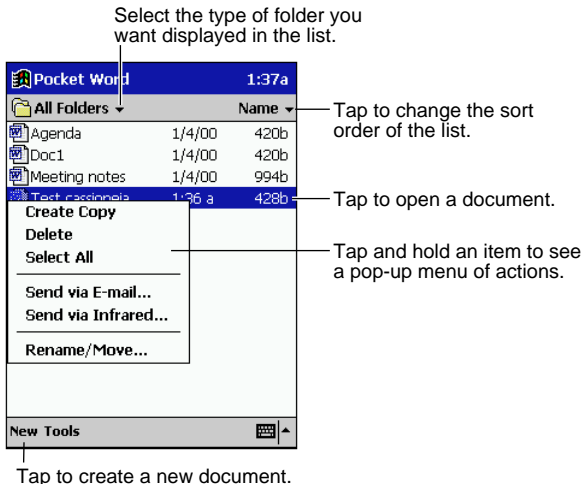 Select the type of folder you
want displayed in the list.
Pocket Word 1:37a
All Folders Name
Tap to change the sort
order of the list.
Agenda 1/4/00 420b
Doc1 1/4/00 420b
Meeting notes 1/4/00 994b
Test cassiopeia 1:36 a 428b
Tap to open a document.
Create Copy
Delete
Select All
Tap and hold an item to see
a pop-up menu of actions.
Send via E-mail...
Send via Infrared...
Rename/Move...
New Tools
Tap to create a new document.